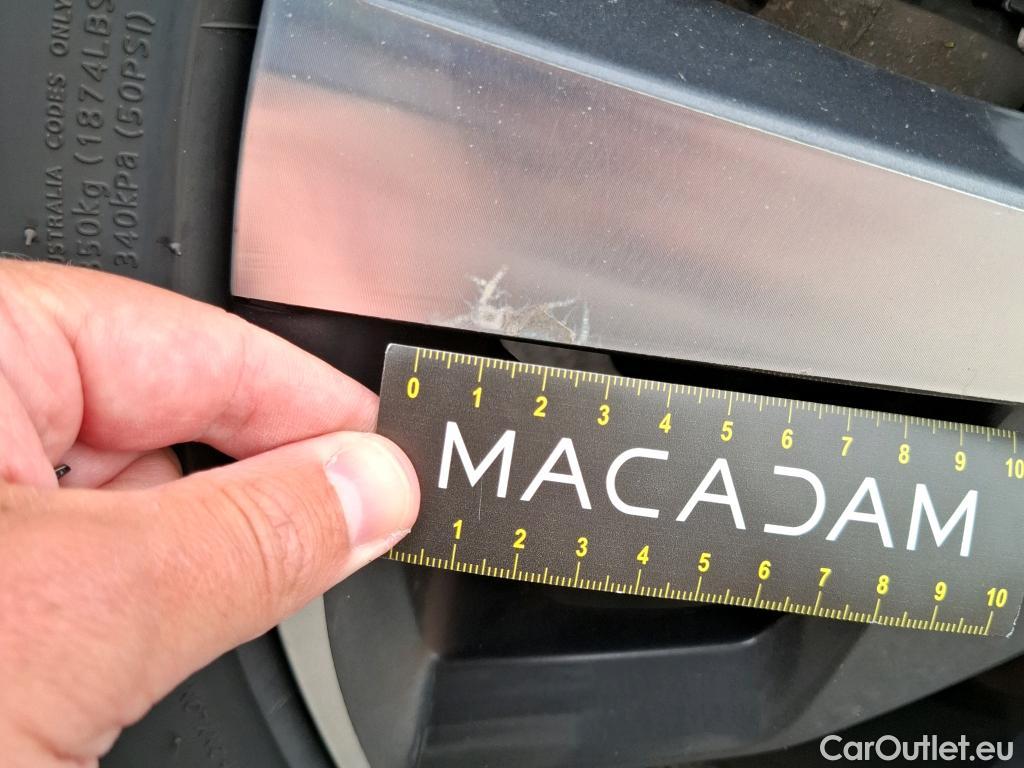 AUSTRALIA CODES ONLY
850kg (1874LBS
340kPa (50PSI)
0 1 2 3 4 5 6 7 8 9 10
MACADAM
1 2 3 4 5 6 7 8 9 10
CarOutlet.eu